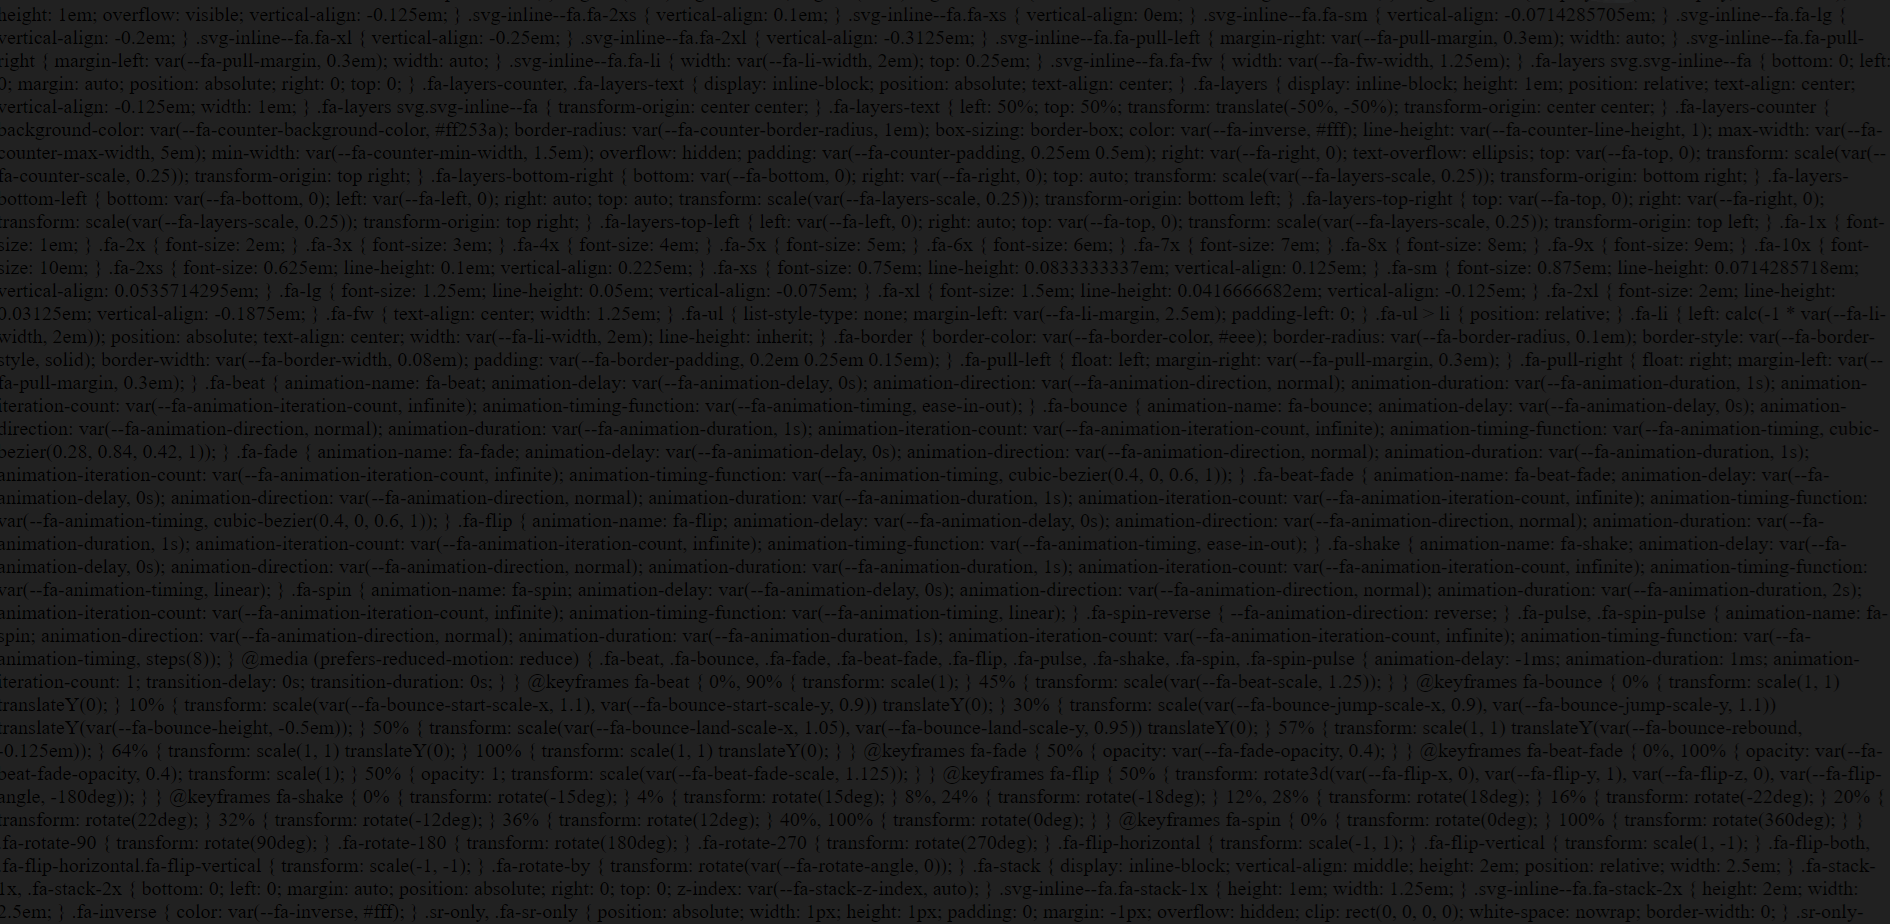 height: 1em; overflow: visible; vertical-align: -0.125em; } .svg-inline--fa.fa-2xs { vertical-align: 0.1em; } .svg-inline--fa.fa-xs { vertical-align: 0em; } .svg-inline--fa.fa-sm { vertical-align: -0.0714285705em; } .svg-inline--fa.fa-lg {
vertical-align: -0.2em; } .svg-inline--fa.fa-xl { vertical-align: -0.25em; } .svg-inline--fa.fa-2xl { vertical-align: -0.3125em; } .svg-inline--fa.fa-pull-left { margin-right: var(--fa-pull-margin, 0.3em); width: auto; } .svg-inline--fa.fa-pull-
right { margin-left: var(--fa-pull-margin, 0.3em); width: auto; } .svg-inline--fa.fa-li { width: var(--fa-li-width, 2em); top: 0.25em; } .svg-inline--fa.fa-fw { width: var(--fa-fw-width, 1.25em); } .fa-layers svg.svg-inline--fa { bottom: 0; left:
0; margin: auto; position: absolute; right: 0; top: 0; } .fa-layers-counter, .fa-layers-text { display: inline-block; position: absolute; text-align: center; } .fa-layers { display: inline-block; height: 1em; position: relative; text-align: center;
vertical-align: -0.125em; width: 1em; } .fa-layers svg.svg-inline--fa { transform-origin: center center; } .fa-layers-text { left: 50%; top: 50%; transform: translate(-50%, -50%); transform-origin: center center; } .fa-layers-counter {
background-color: var(--fa-counter-background-color, #ff253a); border-radius: var(--fa-counter-border-radius, 1em); box-sizing: border-box; color: var(--fa-inverse, #fff); line-height: var(--fa-counter-line-height, 1); max-width: var(--fa-
counter-max-width, 5em); min-width: var(--fa-counter-min-width, 1.5em); overflow: hidden; padding: var(--fa-counter-padding, 0.25em 0.5em); right: var(--fa-right, 0); text-overflow: ellipsis; top: var(--fa-top, 0); transform: scale(var(--
fa-counter-scale, 0.25)); transform-origin: top right; } .fa-layers-bottom-right { bottom: var(--fa-bottom, 0); right: var(--fa-right, 0); top: auto; transform: scale(var(--fa-layers-scale, 0.25)); transform-origin: bottom right; } .fa-layers-
bottom-left { bottom: var(--fa-bottom, 0); left: var(--fa-left, 0); right: auto; top: auto; transform: scale(var(--fa-layers-scale, 0.25)); transform-origin: bottom left; } .fa-layers-top-right { top: var(--fa-top, 0); right: var(--fa-right, 0);
transform: scale(var(--fa-layers-scale, 0.25)); transform-origin: top right; } .fa-layers-top-left { left: var(--fa-left, 0); right: auto; top: var(--fa-top, 0); transform: scale(var(--fa-layers-scale, 0.25)); transform-origin: top left; } .fa-1x { font-
size: 1em; } .fa-2x { font-size: 2em; } .fa-3x { font-size: 3em; } .fa-4x { font-size: 4em; } .fa-5x { font-size: 5em; } .fa-6x { font-size: 6em; } .fa-7x { font-size: 7em; } .fa-8x { font-size: 8em; } .fa-9x { font-size: 9em; } .fa-10x { font-
size: 10em; } .fa-2xs { font-size: 0.625em; line-height: 0.1em; vertical-align: 0.225em; } .fa-xs { font-size: 0.75em; line-height: 0.0833333337em; vertical-align: 0.125em; } .fa-sm { font-size: 0.875em; line-height: 0.0714285718em;
vertical-align: 0.0535714295em; } .fa-lg { font-size: 1.25em; line-height: 0.05em; vertical-align: -0.075em; } .fa-xl { font-size: 1.5em; line-height: 0.0416666682em; vertical-align: -0.125em; } .fa-2xl { font-size: 2em; line-height:
0.03125em; vertical-align: -0.1875em; } .fa-fw { text-align: center; width: 1.25em; } .fa-ul { list-style-type: none; margin-left: var(--fa-li-margin, 2.5em); padding-left: 0; } .fa-ul > li { position: relative; } .fa-li { left: calc(-1 * var(--fa-li-
width, 2em)); position: absolute; text-align: center; width: var(--fa-li-width, 2em); line-height: inherit; } .fa-border { border-color: var(--fa-border-color, #eee); border-radius: var(--fa-border-radius, 0.1em); border-style: var(--fa-border-
style, solid); border-width: var(--fa-border-width, 0.08em); padding: var(--fa-border-padding, 0.2em 0.25em 0.15em); } .fa-pull-left { float: left; margin-right: var(--fa-pull-margin, 0.3em); } .fa-pull-right { float: right; margin-left: var(--
fa-pull-margin, 0.3em); } .fa-beat { animation-name: fa-beat; animation-delay: var(--fa-animation-delay, 0s); animation-direction: var(--fa-animation-direction, normal); animation-duration: var(--fa-animation-duration, 1s); animation-
iteration-count: var(--fa-animation-iteration-count, infinite); animation-timing-function: var(--fa-animation-timing, ease-in-out); } .fa-bounce { animation-name: fa-bounce; animation-delay: var(--fa-animation-delay, 0s); animation-
direction: var(--fa-animation-direction, normal); animation-duration: var(--fa-animation-duration, 1s); animation-iteration-count: var(--fa-animation-iteration-count, infinite); animation-timing-function: var(--fa-animation-timing, cubic-
bezier(0.28, 0.84, 0.42, 1)); } .fa-fade { animation-name: fa-fade; animation-delay: var(--fa-animation-delay, 0s); animation-direction: var(--fa-animation-direction, normal); animation-duration: var(--fa-animation-duration, 1s);
animation-iteration-count: var(--fa-animation-iteration-count, infinite); animation-timing-function: var(--fa-animation-timing, cubic-bezier(0.4, 0, 0.6, 1)); } .fa-beat-fade { animation-name: fa-beat-fade; animation-delay: var(--fa-
animation-delay, 0s); animation-direction: var(--fa-animation-direction, normal); animation-duration: var(--fa-animation-duration, 1s); animation-iteration-count: var(--fa-animation-iteration-count, infinite); animation-timing-function:
var(--fa-animation-timing, cubic-bezier(0.4, 0, 0.6, 1)); } .fa-flip { animation-name: fa-flip; animation-delay: var(--fa-animation-delay, 0s); animation-direction: var(--fa-animation-direction, normal); animation-duration: var(--fa-
animation-duration, 1s); animation-iteration-count: var(--fa-animation-iteration-count, infinite); animation-timing-function: var(--fa-animation-timing, ease-in-out); } .fa-shake { animation-name: fa-shake; animation-delay: var(--fa-
animation-delay, 0s); animation-direction: var(--fa-animation-direction, normal); animation-duration: var(--fa-animation-duration, 1s); animation-iteration-count: var(--fa-animation-iteration-count, infinite); animation-timing-function:
var(--fa-animation-timing, linear); } .fa-spin { animation-name: fa-spin; animation-delay: var(--fa-animation-delay, 0s); animation-direction: var(--fa-animation-direction, normal); animation-duration: var(--fa-animation-duration, 2s);
animation-iteration-count: var(--fa-animation-iteration-count, infinite); animation-timing-function: var(--fa-animation-timing, linear); } .fa-spin-reverse { --fa-animation-direction: reverse; } .fa-pulse, .fa-spin-pulse { animation-name: fa-
spin; animation-direction: var(--fa-animation-direction, normal); animation-duration: var(--fa-animation-duration, 1s); animation-iteration-count: var(--fa-animation-iteration-count, infinite); animation-timing-function: var(--fa-
animation-timing, steps(8)); } @media (prefers-reduced-motion: reduce) { .fa-beat, .fa-bounce, .fa-fade, .fa-beat-fade, .fa-flip, .fa-pulse, .fa-shake, .fa-spin, .fa-spin-pulse { animation-delay: -1ms; animation-duration: 1ms; animation-
iteration-count: 1; transition-delay: 0s; transition-duration: 0s; } } @keyframes fa-beat { 0%, 90% { transform: scale(1); } 45% { transform: scale(var(--fa-beat-scale, 1.25)); } } @keyframes fa-bounce { 0% { transform: scale(1, 1)
translateY(0); } 10% { transform: scale(var(--fa-bounce-start-scale-x, 1.1), var(--fa-bounce-start-scale-y, 0.9)) translateY(0); } 30% { transform: scale(var(--fa-bounce-jump-scale-x, 0.9), var(--fa-bounce-jump-scale-y, 1.1))
translateY(var(--fa-bounce-height, -0.5em)); } 50% { transform: scale(var(--fa-bounce-land-scale-x, 1.05), var(--fa-bounce-land-scale-y, 0.95)) translateY(0); } 57% { transform: scale(1, 1) translateY(var(--fa-bounce-rebound,
-0.125em)); } 64% { transform: scale(1, 1) translateY(0); } 100% { transform: scale(1, 1) translateY(0); } } @keyframes fa-fade { 50% { opacity: var(--fa-fade-opacity, 0.4); } } @keyframes fa-beat-fade { 0%, 100% { opacity: var(--fa-
beat-fade-opacity, 0.4); transform: scale(1); } 50% { opacity: 1; transform: scale(var(--fa-beat-fade-scale, 1.125)); } } @keyframes fa-flip { 50% { transform: rotate3d(var(--fa-flip-x, 0), var(--fa-flip-y, 1), var(--fa-flip-z, 0), var(--fa-flip-
angle, -180deg)); } } @keyframes fa-shake { 0% { transform: rotate(-15deg); } 4% { transform: rotate(15deg); } 8%, 24% { transform: rotate(-18deg); } 12%, 28% { transform: rotate(18deg); } 16% { transform: rotate(-22deg); } 20% {
transform: rotate(22deg); } 32% { transform: rotate(-12deg); } 36% { transform: rotate(12deg); } 40%, 100% { transform: rotate(0deg); } } @keyframes fa-spin { 0% { transform: rotate(0deg); } 100% { transform: rotate(360deg); } }
.fa-rotate-90 { transform: rotate(90deg); } .fa-rotate-180 { transform: rotate(180deg); } .fa-rotate-270 { transform: rotate(270deg); } .fa-flip-horizontal { transform: scale(-1, 1); } .fa-flip-vertical { transform: scale(1, -1); } .fa-flip-both,
.fa-flip-horizontal.fa-flip-vertical { transform: scale(-1, -1); } .fa-rotate-by { transform: rotate(var(--fa-rotate-angle, 0)); } .fa-stack { display: inline-block; vertical-align: middle; height: 2em; position: relative; width: 2.5em; } .fa-stack-
1x, .fa-stack-2x { bottom: 0; left: 0; margin: auto; position: absolute; right: 0; top: 0; z-index: var(--fa-stack-z-index, auto); } .svg-inline--fa.fa-stack-1x { height: 1em; width: 1.25em; } .svg-inline--fa.fa-stack-2x { height: 2em; width:
2.5em; } .fa-inverse { color: var(--fa-inverse, #fff); } .sr-only, .fa-sr-only { position: absolute; width: 1px; height: 1px; padding: 0; margin: -1px; overflow: hidden; clip: rect(0, 0, 0, 0); white-space: nowrap; border-width: 0; } .sr-only-